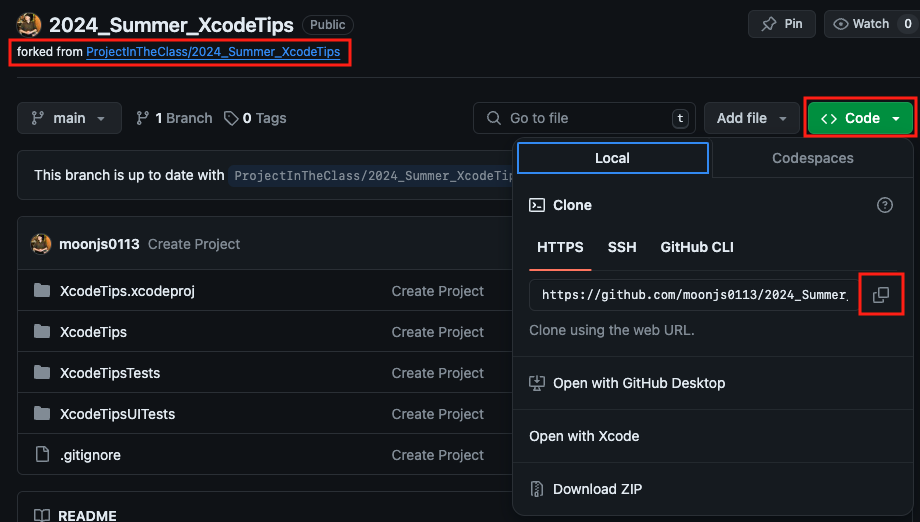 2024_Summer_XcodeTips Public Pin Watch 0
forked from ProjectInTheClass/2024_Summer_XcodeTips
main 1 Branch 0 Tags Go to file t Add file Code
Local Codespaces
This branch is up to date with ProjectInTheClass/2024_Summer_XcodeTip
Clone
HTTPS SSH GitHub CLI
https://github.com/moonjs0113/2024_Summer_
Clone using the web URL.
Open with GitHub Desktop
Open with Xcode
Download ZIP
moonjs0113 Create Project
XcodeTips.xcodeproj Create Project
XcodeTips Create Project
XcodeTipsTests Create Project
XcodeTipsUITests Create Project
.gitignore Create Project
README